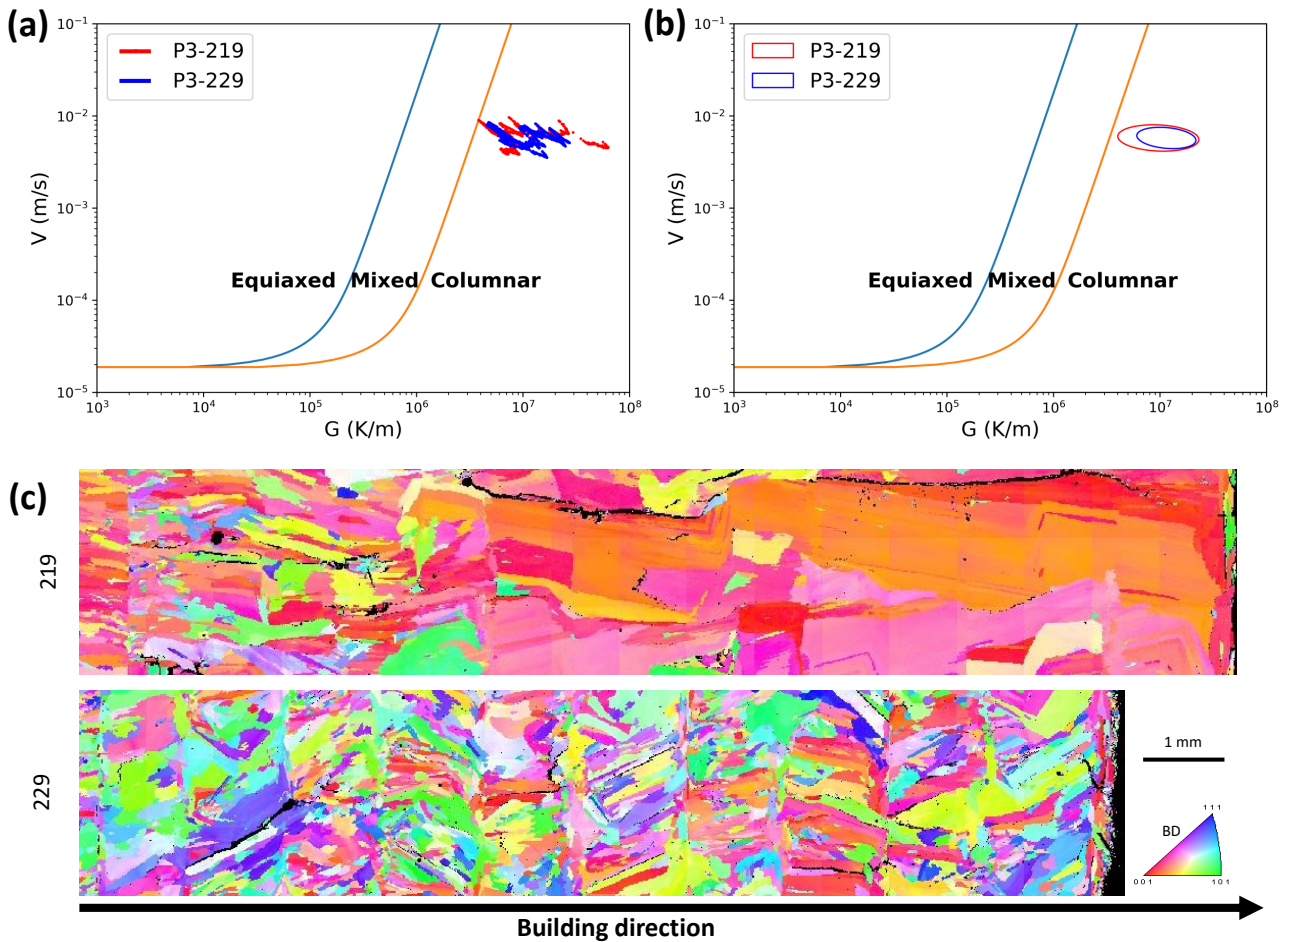 (a)
P3-219
P3-229
10⁻¹
10⁻²
10⁻³
10⁻⁴
10⁻⁵
V (m/s)
Equiaxed Mixed Columnar
10³ 10⁴ 10⁵ 10⁶ 10⁷ 10⁸
G (K/m)
(b)
P3-219
P3-229
10⁻¹
10⁻²
10⁻³
10⁻⁴
10⁻⁵
V (m/s)
Equiaxed Mixed Columnar
10³ 10⁴ 10⁵ 10⁶ 10⁷ 10⁸
G (K/m)
(c)
219
229
1 mm
1 1 1
BD
0 0 1 1 0 1
Building direction